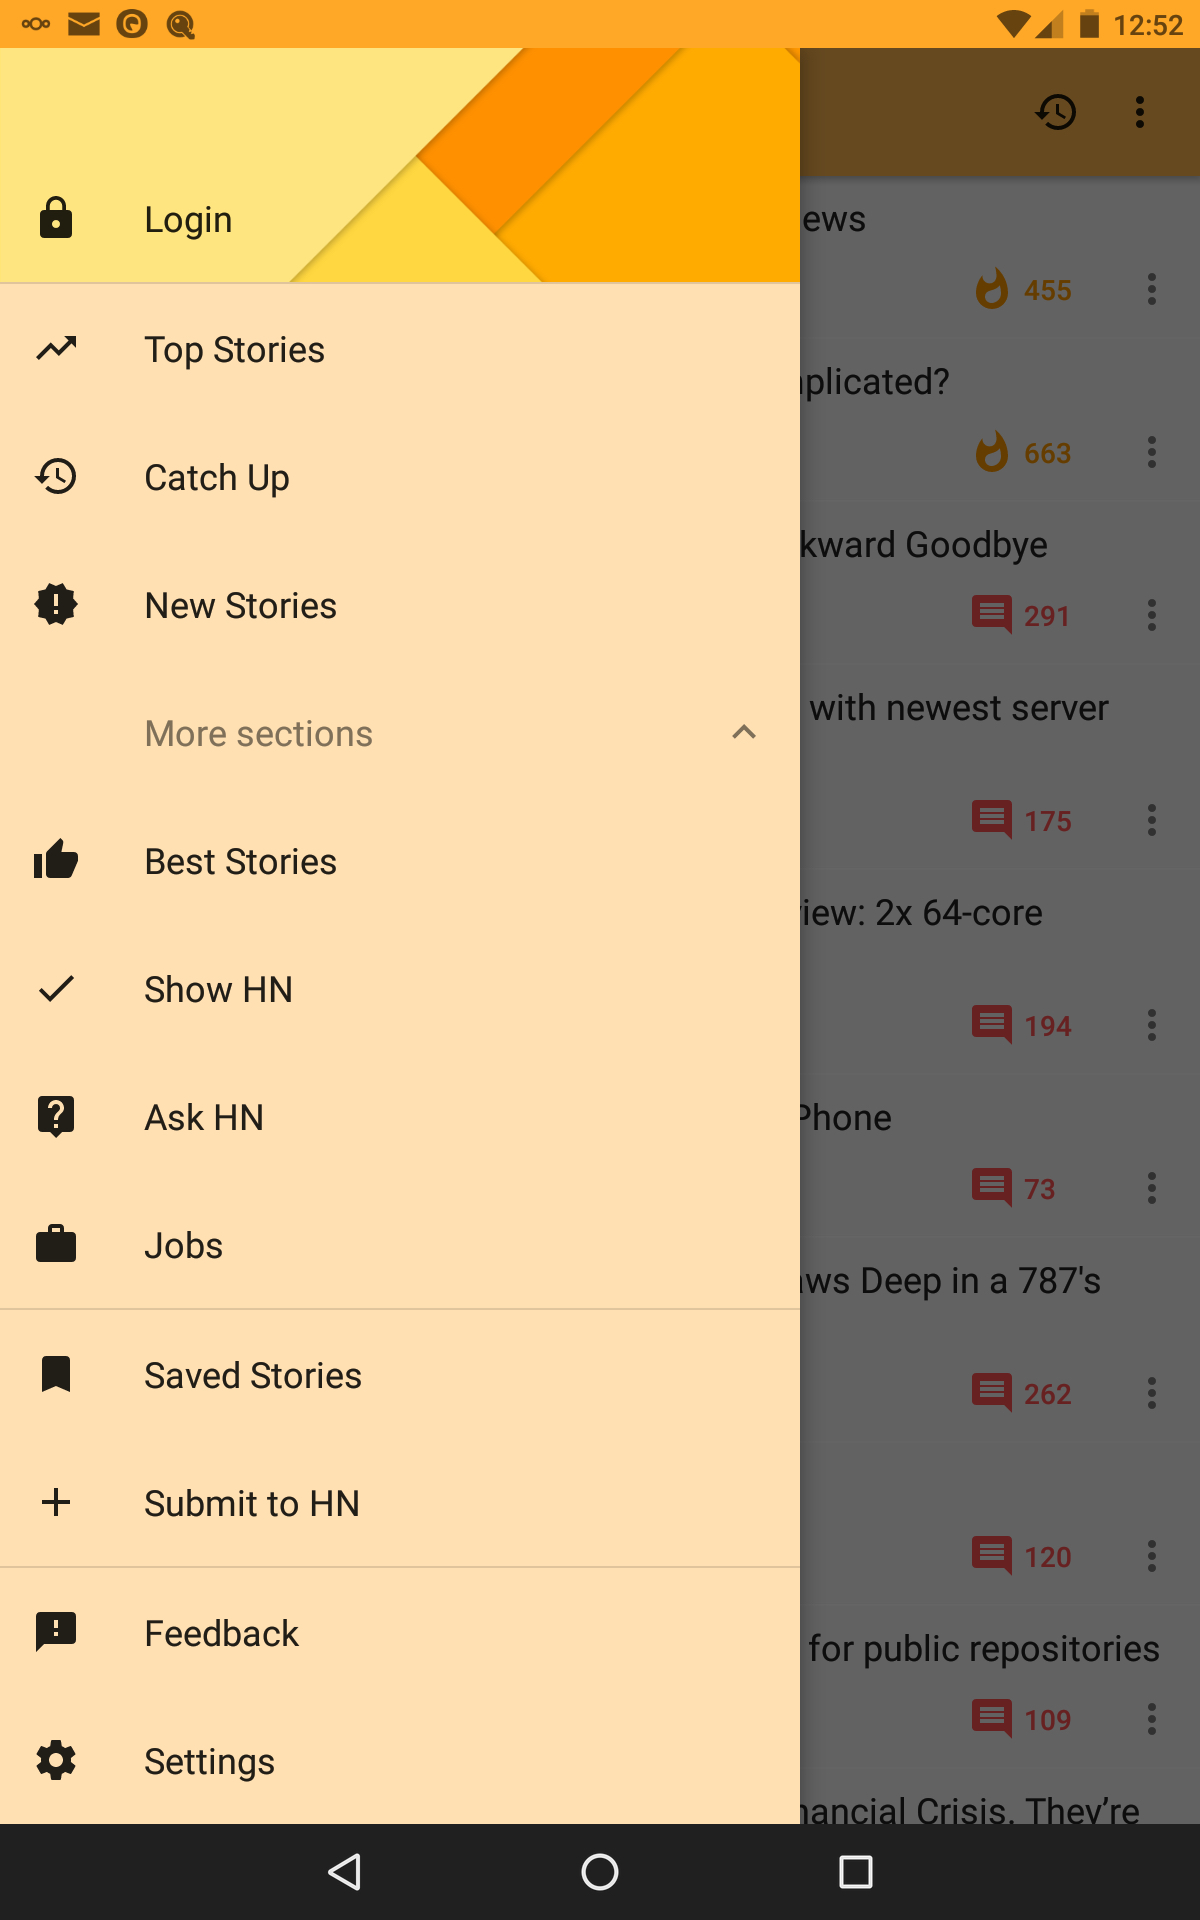 12:52
Login
Top Stories
Catch Up
New Stories
More sections
Best Stories
Show HN
Ask HN
Jobs
Saved Stories
Submit to HN
Feedback
Settings
ews
455
plicated?
663
kward Goodbye
291
with newest server
175
iew: 2x 64-core
194
Phone
73
ws Deep in a 787's
262
120
for public repositories
109
nancial Crisis. They’re